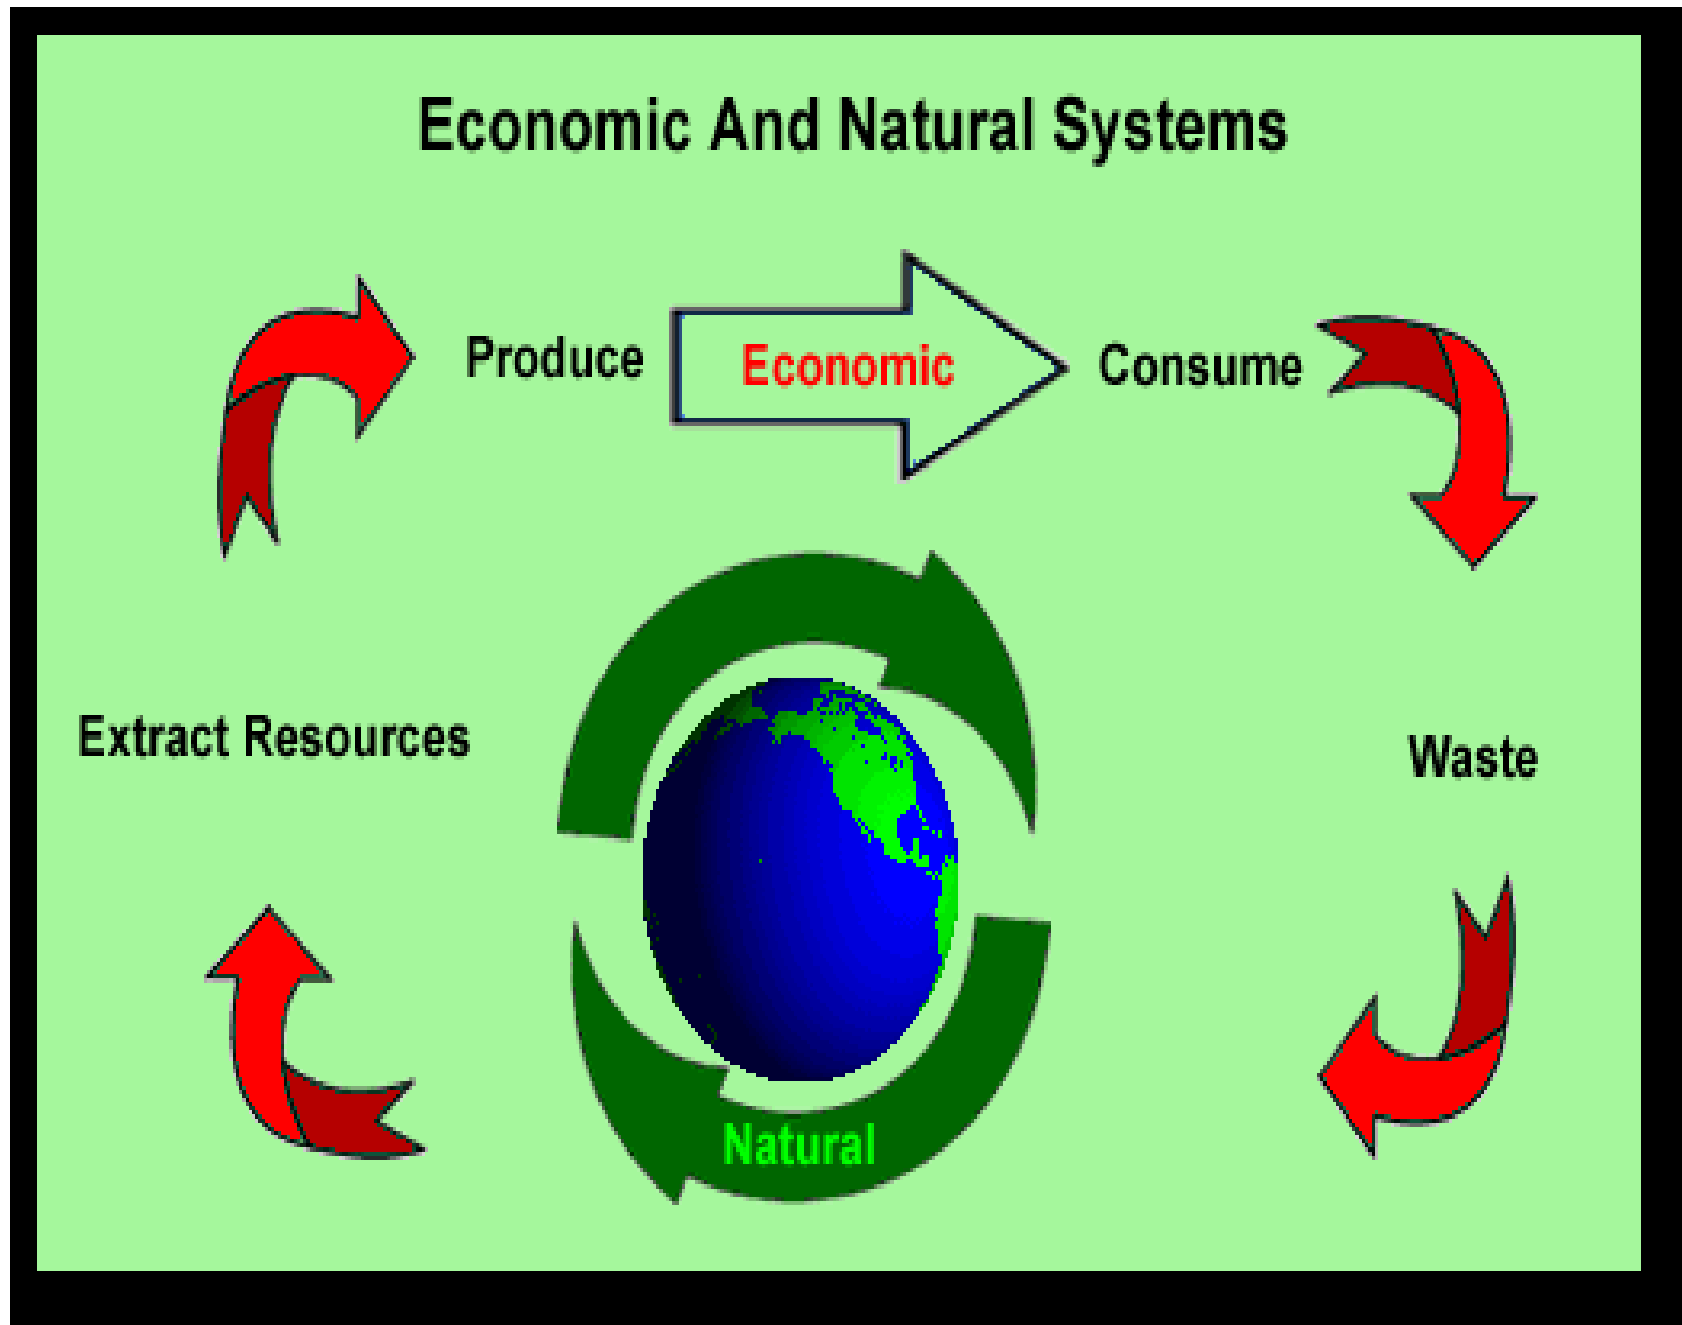 Economic And Natural Systems
Produce
Economic
Consume
Extract Resources
Waste
Natural